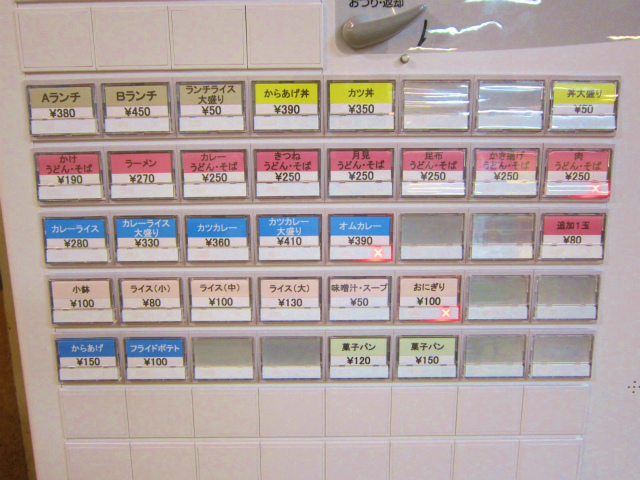 おつり・返却
Aランチ
¥380
Bランチ
¥450
ランチライス
大盛り
¥50
からあげ丼
¥390
カツ丼
¥350
丼大盛り
¥50
かけ
うどん・そば
¥190
ラーメン
¥270
カレー
うどん・そば
¥250
きつね
うどん・そば
¥250
月見
うどん・そば
¥250
昆布
うどん・そば
¥250
かき揚げ
うどん・そば
¥250
肉
うどん・そば
¥250
カレーライス
¥280
カレーライス
大盛り
¥330
カツカレー
¥360
カツカレー
大盛り
¥410
オムカレー
¥390
追加1玉
¥80
小鉢
¥100
ライス(小)
¥80
ライス(中)
¥100
ライス(大)
¥130
味噌汁・スープ
¥50
おにぎり
¥100
からあげ
¥150
フライドポテト
¥100
菓子パン
¥120
菓子パン
¥150